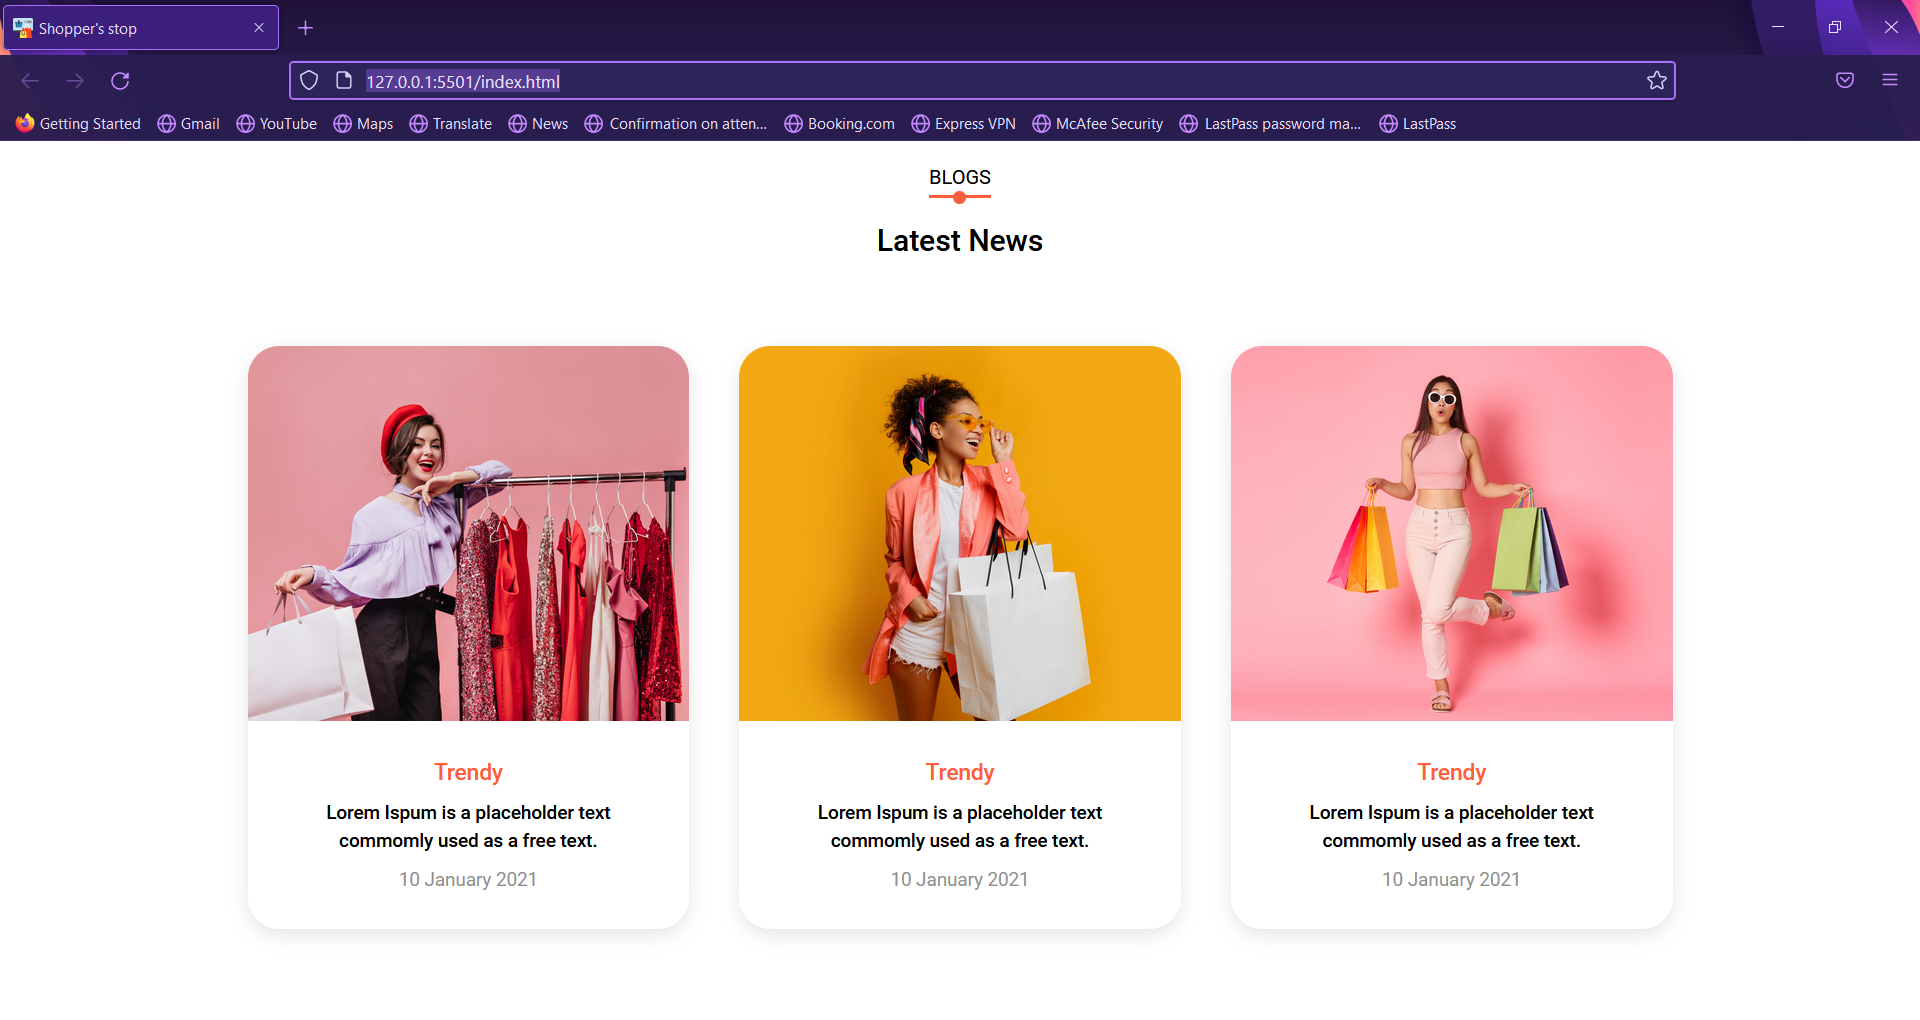 Shopper's stop
127.0.0.1:5501/index.html
Getting Started Gmail YouTube Maps Translate News Confirmation on atten... Booking.com Express VPN McAfee Security LastPass password ma... LastPass
BLOGS
Latest News
Trendy
Lorem Ispum is a placeholder text
commomly used as a free text.
10 January 2021
Trendy
Lorem Ispum is a placeholder text
commomly used as a free text.
10 January 2021
Trendy
Lorem Ispum is a placeholder text
commomly used as a free text.
10 January 2021